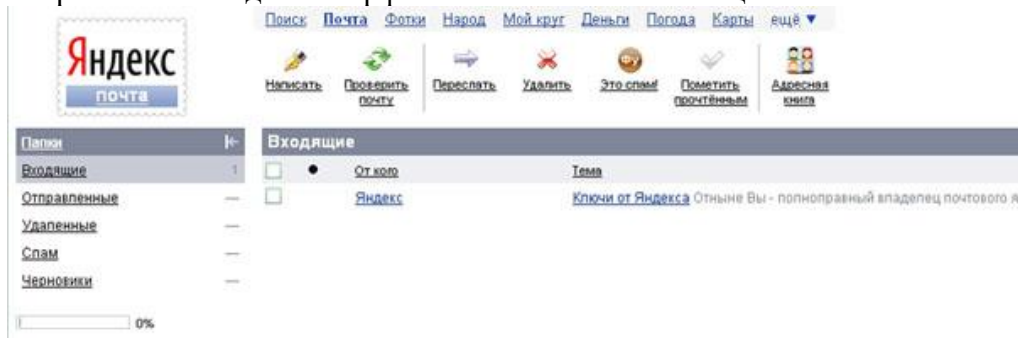 Поиск Почта Фотки Народ Мой круг Деньги Погода Карты ещё ▼
Яндекс
почта
Написать Проверить почту Переслать Удалить Это спам! Пометить прочтённым Адресная книга
Папки
Входящие 1
Отправленные —
Удаленные —
Спам —
Черновики —
0%
Входящие
От кого Тема
Яндекс Ключи от Яндекса Отныне Вы - полноправный владелец почтового я